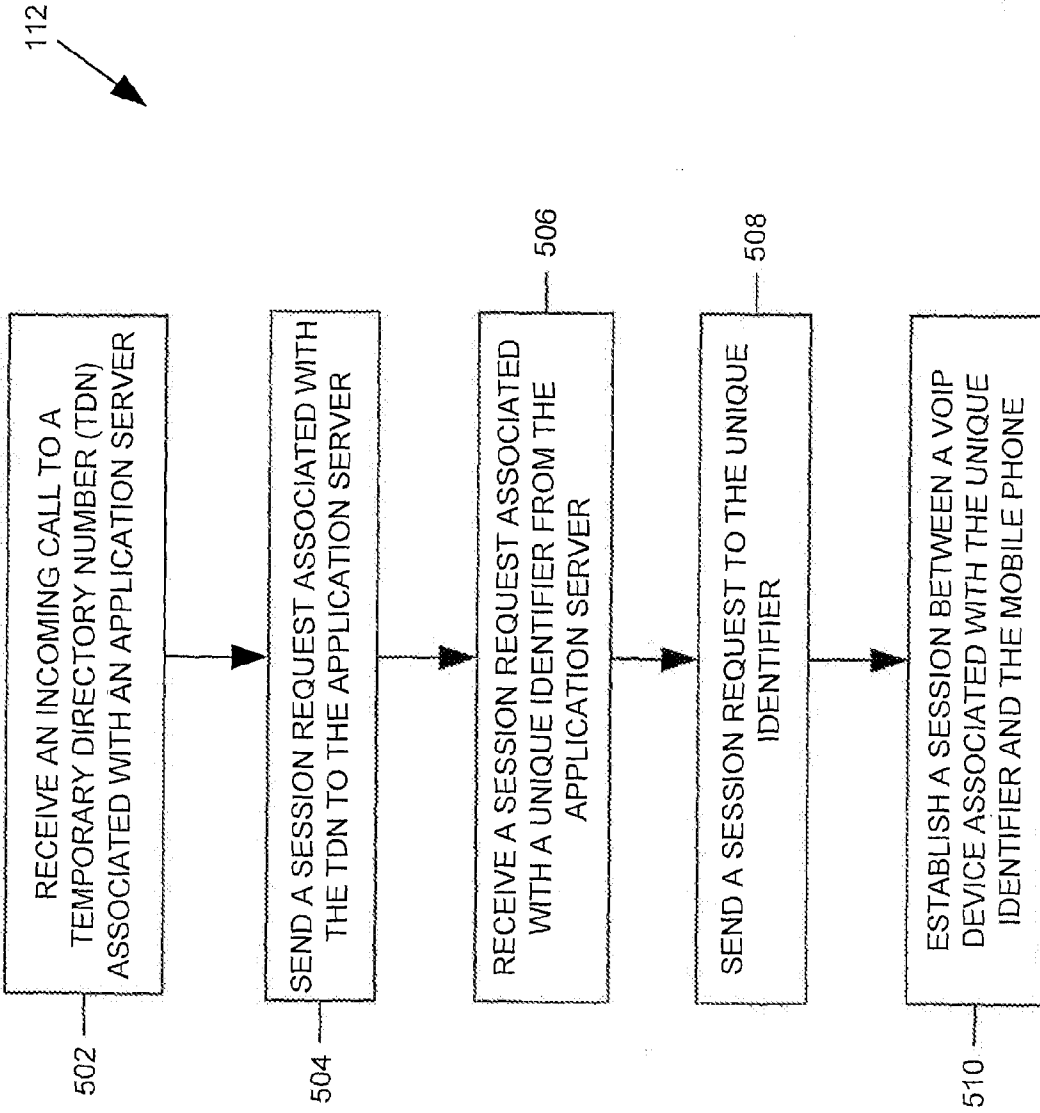 112
RECEIVE AN INCOMING CALL TO A
TEMPORARY DIRECTORY NUMBER (TDN)
ASSOCIATED WITH AN APPLICATION SERVER
502
SEND A SESSION REQUEST ASSOCIATED WITH
THE TDN TO THE APPLICATION SERVER
504
RECEIVE A SESSION REQUEST ASSOCIATED
WITH A UNIQUE IDENTIFIER FROM THE
APPLICATION SERVER
506
SEND A SESSION REQUEST TO THE UNIQUE
IDENTIFIER
508
ESTABLISH A SESSION BETWEEN A VOIP
DEVICE ASSOCIATED WITH THE UNIQUE
IDENTIFIER AND THE MOBILE PHONE
510